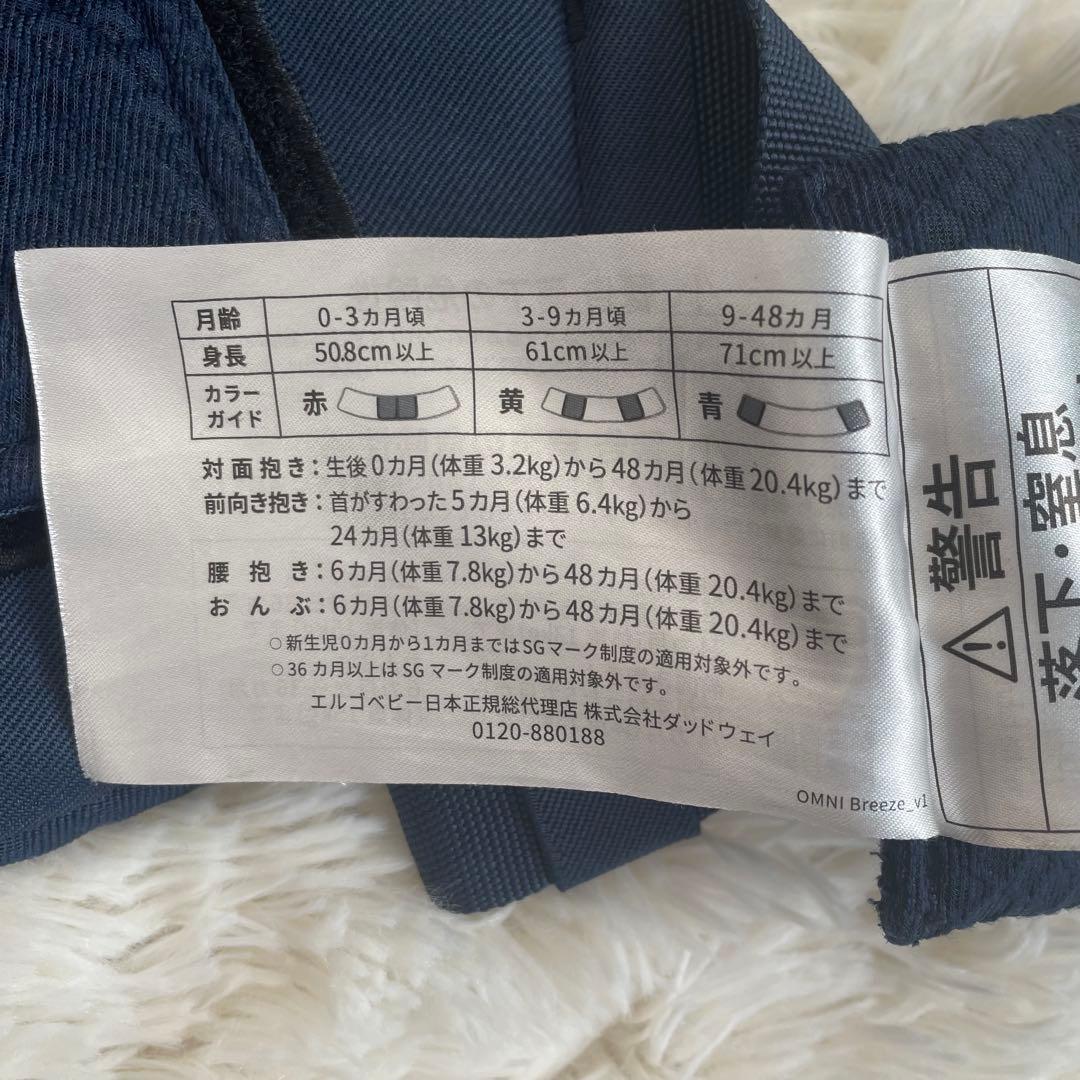 月齢 0-3カ月頃 3-9カ月頃 9-48カ月
身長 50.8cm以上 61cm以上 71cm以上
カラーガイド 赤 黄 青
対面抱き：生後0カ月(体重3.2kg)から48カ月(体重20.4kg)まで
前向き抱き：首がすわった5カ月(体重6.4kg)から
24カ月(体重13kg)まで
腰抱き：6カ月(体重7.8kg)から48カ月(体重20.4kg)まで
おんぶ：6カ月(体重7.8kg)から48カ月(体重20.4kg)まで
○新生児0カ月から1カ月まではSGマーク制度の適用対象外です。
○36カ月以上はSGマーク制度の適用対象外です。
エルゴベビー日本正規総代理店 株式会社ダッドウェイ
0120-880188
OMNI Breeze_v1
警告
落下・窒息